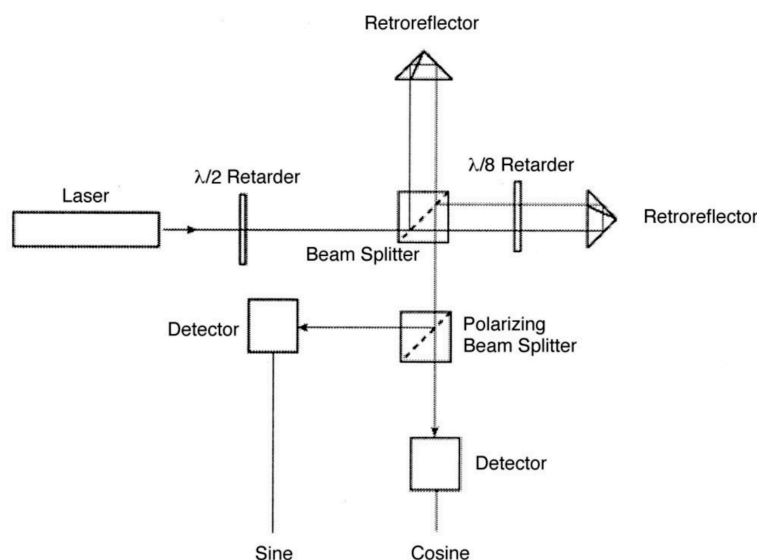 Retroreflector
λ/2 Retarder
λ/8 Retarder
Laser
Retroreflector
Beam Splitter
Detector
Polarizing
Beam Splitter
Detector
Sine
Cosine